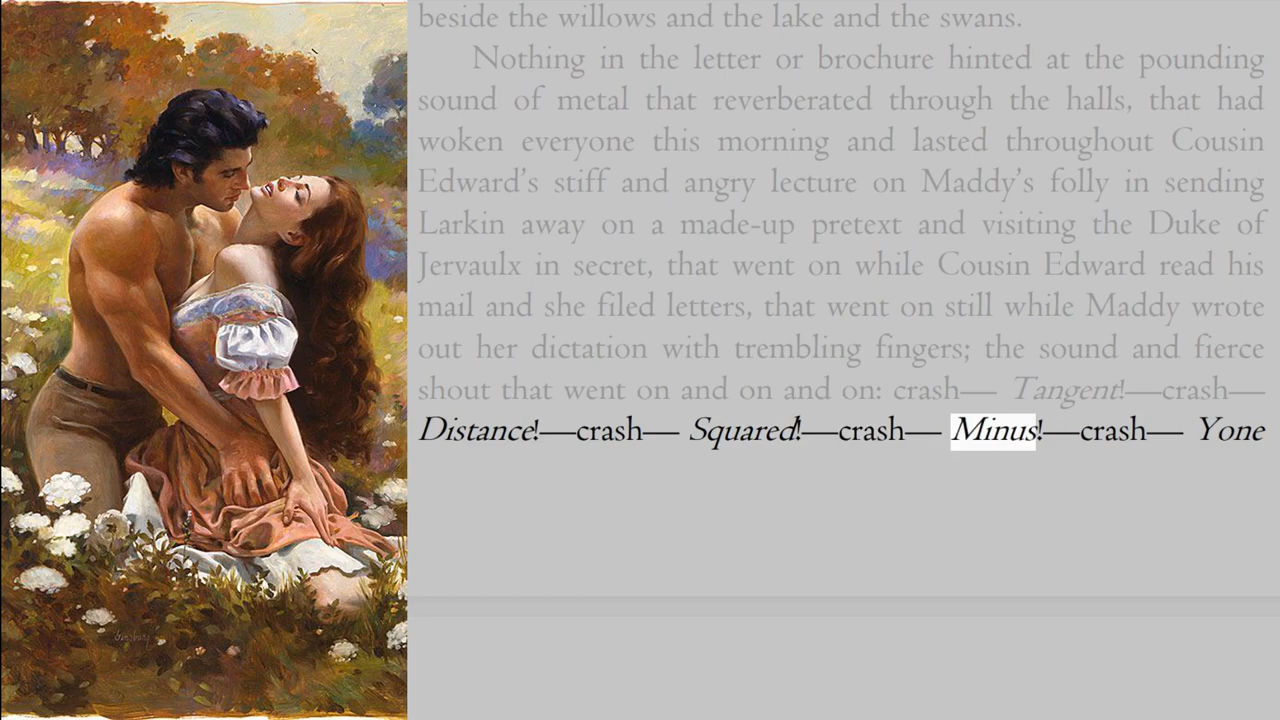 beside the willows and the lake and the swans.
Nothing in the letter or brochure hinted at the pounding
sound of metal that reverberated through the halls, that had
woken everyone this morning and lasted throughout Cousin
Edward’s stiff and angry lecture on Maddy’s folly in sending
Larkin away on a made-up pretext and visiting the Duke of
Jervaulx in secret, that went on while Cousin Edward read his
mail and she filed letters, that went on still while Maddy wrote
out her dictation with trembling fingers; the sound and fierce
shout that went on and on and on: crash— Tangent!—crash—
Distance!—crash— Squared!—crash— Minus!—crash— Yone